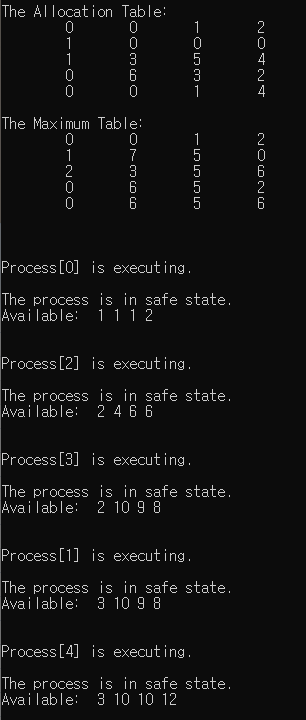 The Allocation Table:
0 0 1 2
1 0 0 0
1 3 5 4
0 6 3 2
0 0 1 4
The Maximum Table:
0 0 1 2
1 7 5 0
2 3 5 6
0 6 5 2
0 6 5 6
Process[0] is executing.
The process is in safe state.
Available: 1 1 1 2
Process[2] is executing.
The process is in safe state.
Available: 2 4 6 6
Process[3] is executing.
The process is in safe state.
Available: 2 10 9 8
Process[1] is executing.
The process is in safe state.
Available: 3 10 9 8
Process[4] is executing.
The process is in safe state.
Available: 3 10 10 12